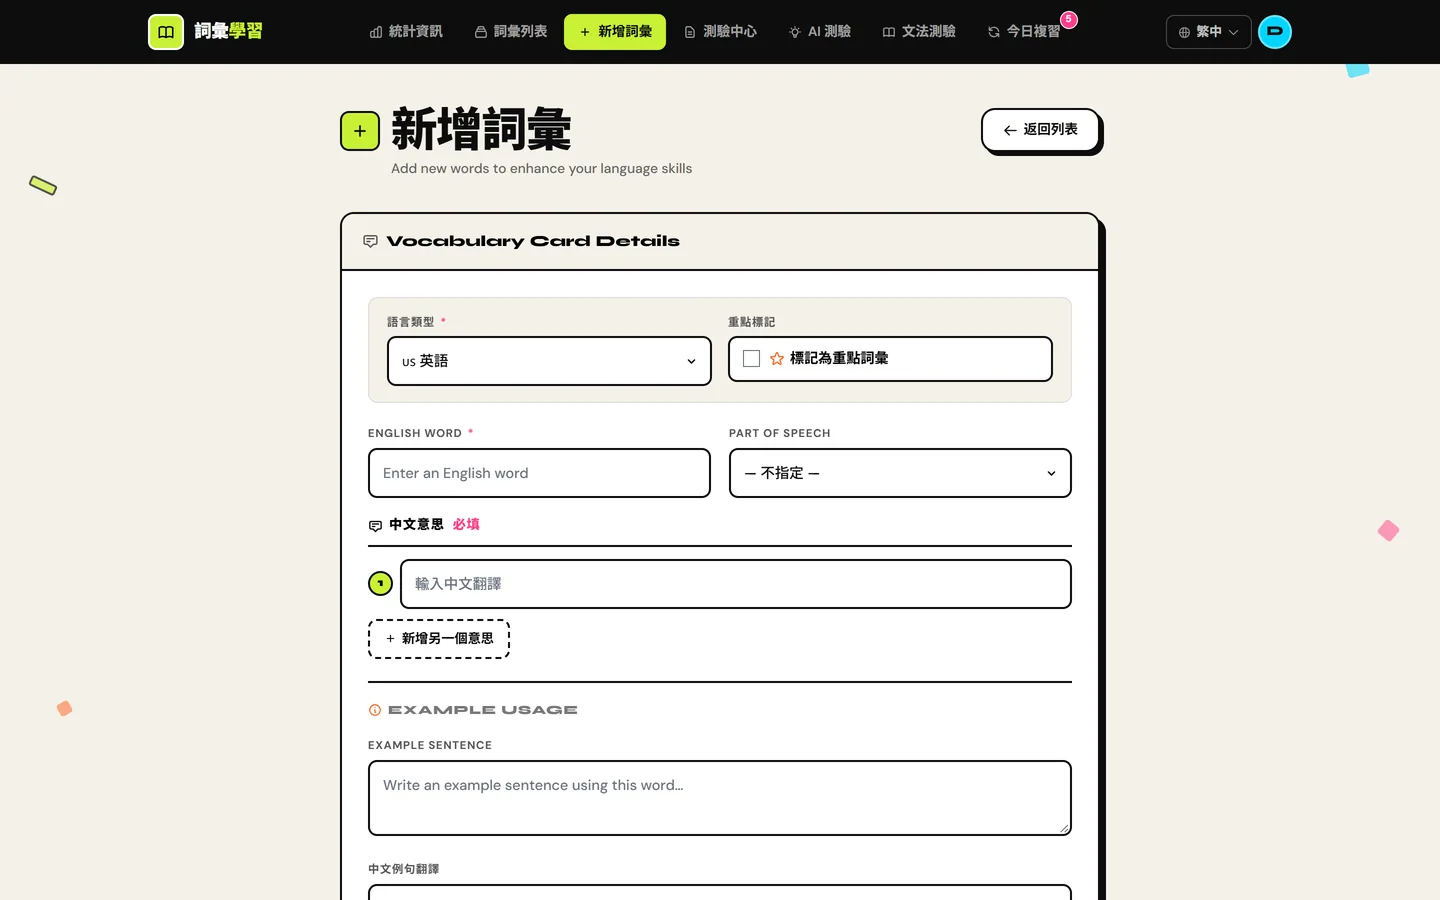 詞彙學習
統計資訊
詞彙列表
+ 新增詞彙
測驗中心
AI 測驗
文法測驗
今日複習
5
繁中
新增詞彙
Add new words to enhance your language skills
← 返回列表
Vocabulary Card Details
語言類型 *
重點標記
US 英語
標記為重點詞彙
ENGLISH WORD *
PART OF SPEECH
Enter an English word
— 不指定 —
中文意思 必填
1
輸入中文翻譯
+ 新增另一個意思
EXAMPLE USAGE
EXAMPLE SENTENCE
Write an example sentence using this word...
中文例句翻譯